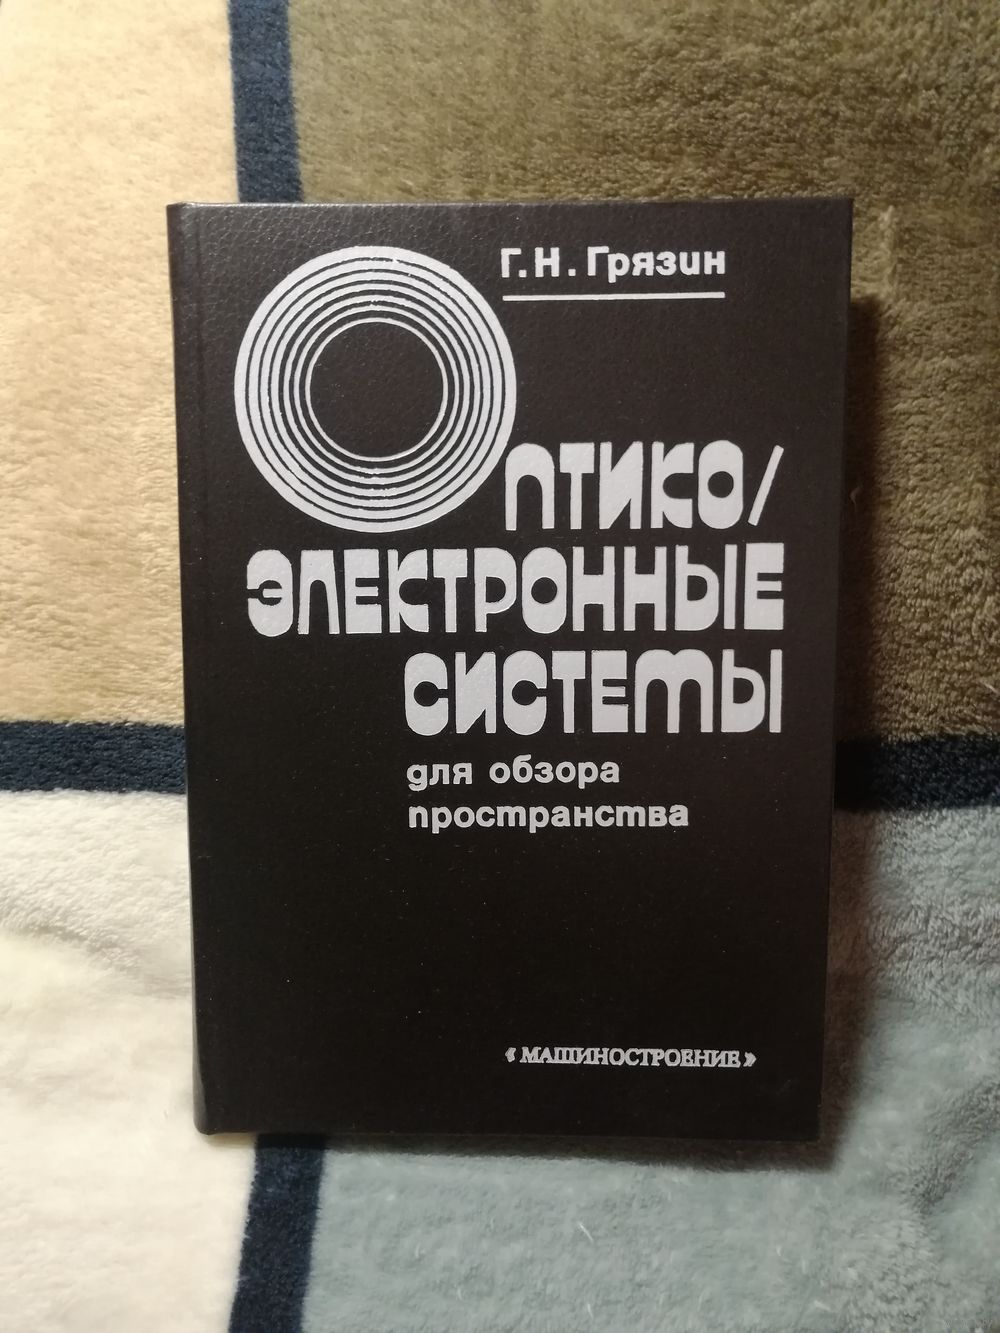 Г.Н. Грязин
Оптико/
электронные
системы
для обзора
пространства
«МАШИНОСТРОЕНИЕ»